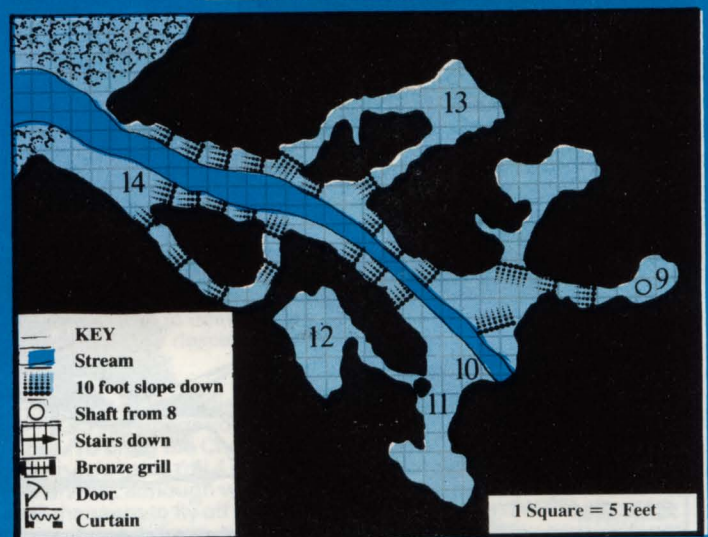 13
14
9
12
10
11
KEY
Stream
10 foot slope down
Shaft from 8
Stairs down
Bronze grill
Door
Curtain
1 Square = 5 Feet